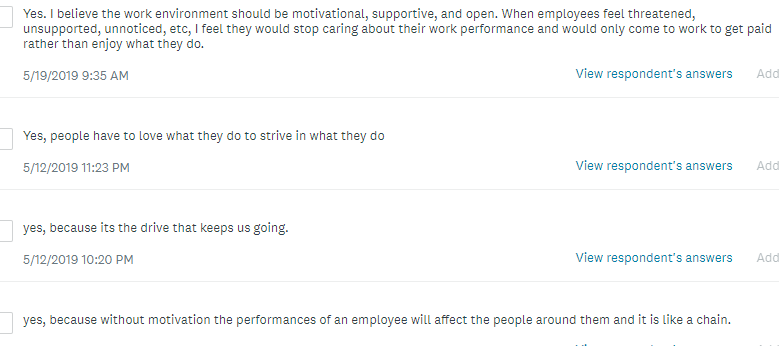 Yes. I believe the work environment should be motivational, supportive, and open. When employees feel threatened,
unsupported, unnoticed, etc, I feel they would stop caring about their work performance and would only come to work to get paid
rather than enjoy what they do.
5/19/2019 9:35 AM View respondent's answers Add
Yes, people have to love what they do to strive in what they do
5/12/2019 11:23 PM View respondent's answers Add
yes, because its the drive that keeps us going.
5/12/2019 10:20 PM View respondent's answers Add
yes, because without motivation the performances of an employee will affect the people around them and it is like a chain.